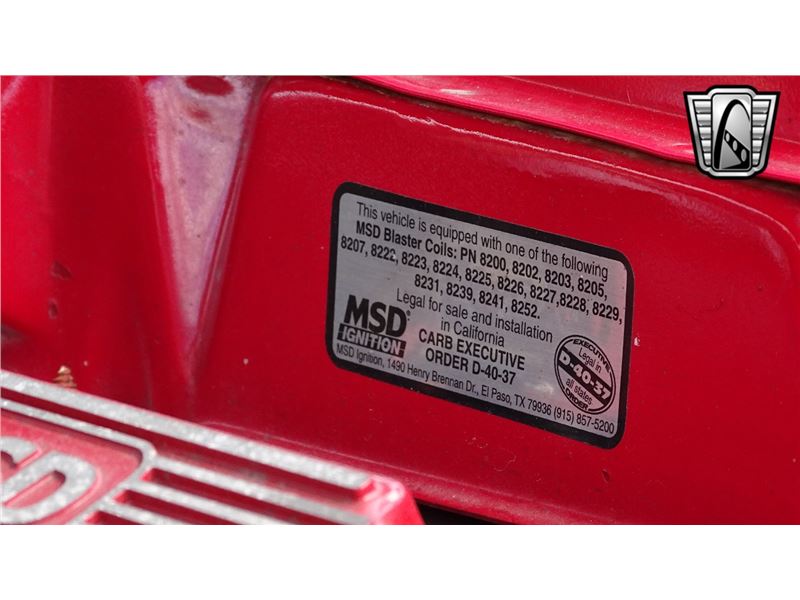 This vehicle is equipped with one of the following
MSD Blaster Coils: PN 8200, 8202, 8203, 8205,
8207, 8222, 8223, 8224, 8225, 8226, 8227,8228, 8229,
8231, 8239, 8241, 8252.
Legal for sale and installation
in California
CARB EXECUTIVE
ORDER D-40-37
MSD®
IGNITION
EXECUTIVE
Legal in
D-40-37
all states
ORDER
MSD Ignition, 1490 Henry Brennan Dr., El Paso, TX 79936 (915) 857-5200